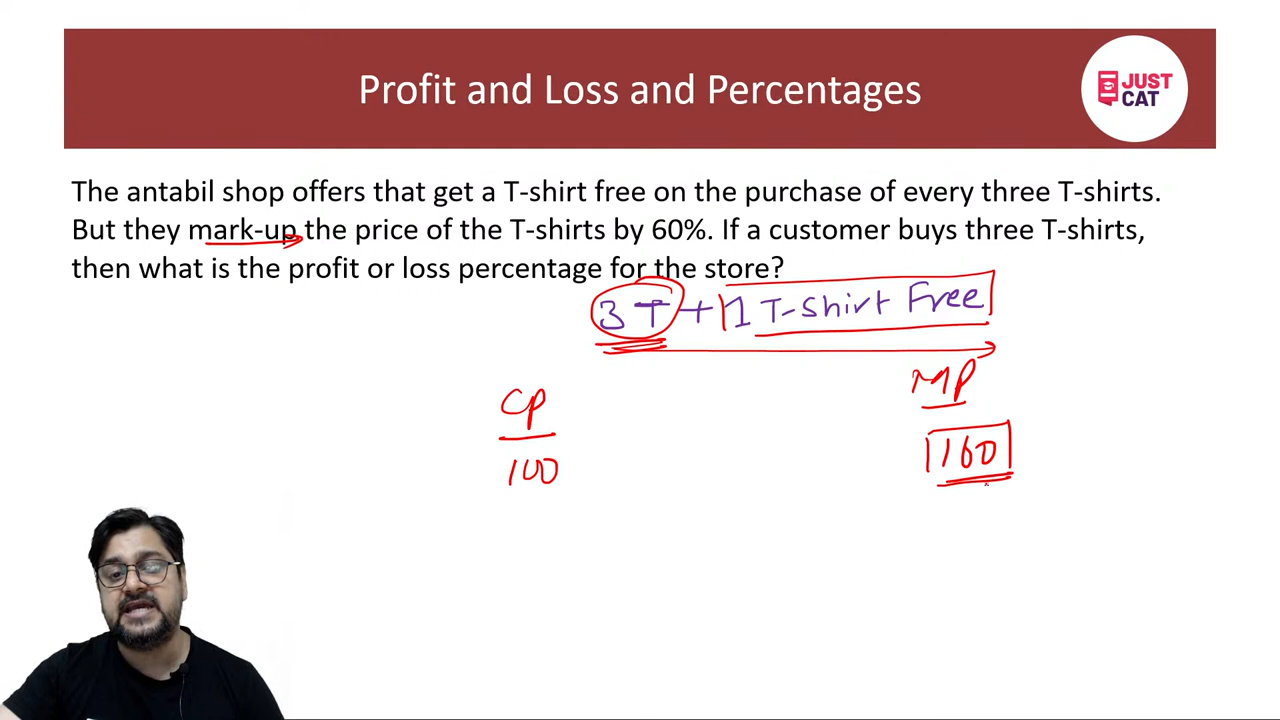 Profit and Loss and Percentages
JUST
CAT
The antabil shop offers that get a T-shirt free on the purchase of every three T-shirts.
But they mark-up the price of the T-shirts by 60%. If a customer buys three T-shirts,
then what is the profit or loss percentage for the store?
3 T + 1 T-shirt Free
MP
CP
160
100